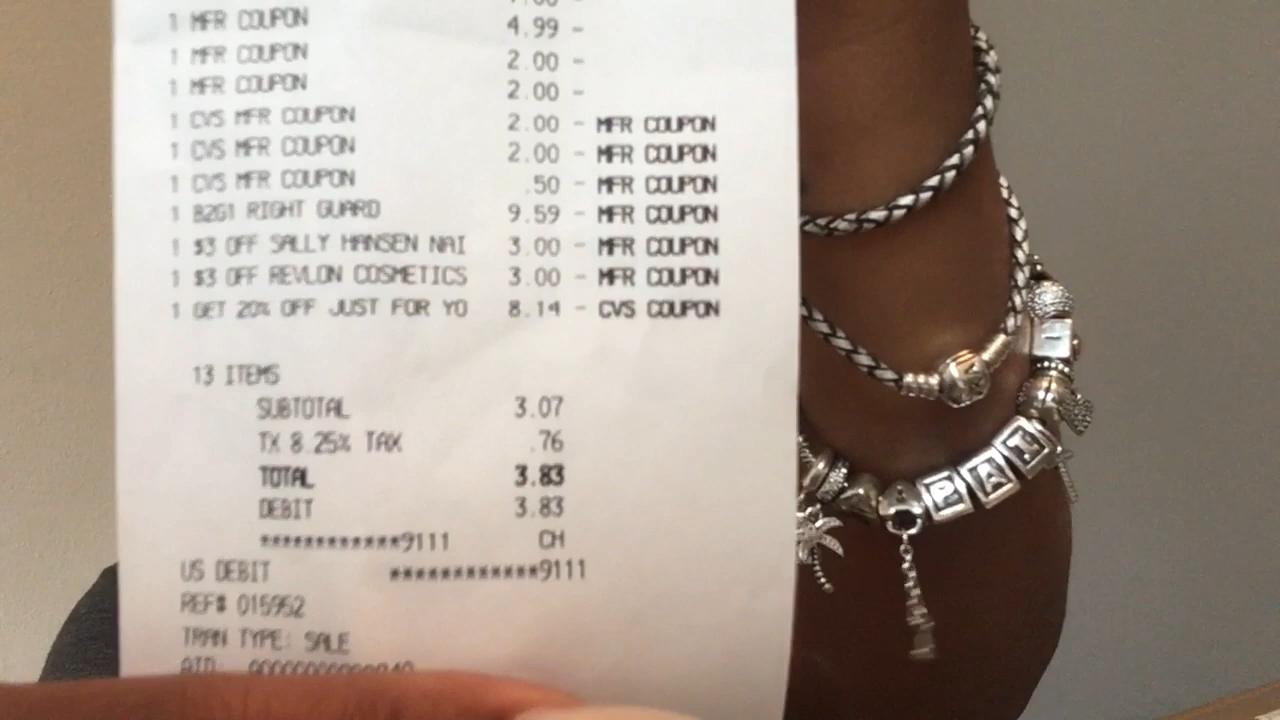 1 MFR COUPON 4.99 -
1 MFR COUPON 2.00 -
1 MFR COUPON 2.00 -
1 CVS MFR COUPON 2.00 - MFR COUPON
1 CVS MFR COUPON 2.00 - MFR COUPON
1 CVS MFR COUPON .50 - MFR COUPON
1 B2G1 RIGHT GUARD 9.59 - MFR COUPON
1 $3 OFF SALLY HANSEN NAI 3.00 - MFR COUPON
1 $3 OFF REVLON COSMETICS 3.00 - MFR COUPON
1 GET 20% OFF JUST FOR YO 8.14 - CVS COUPON
13 ITEMS
SUBTOTAL 3.07
TX 8.25% TAX .76
TOTAL 3.83
DEBIT 3.83
************9111 CH
US DEBIT ************9111
REF# 015952
TRAN TYPE: SALE
AID
PAT